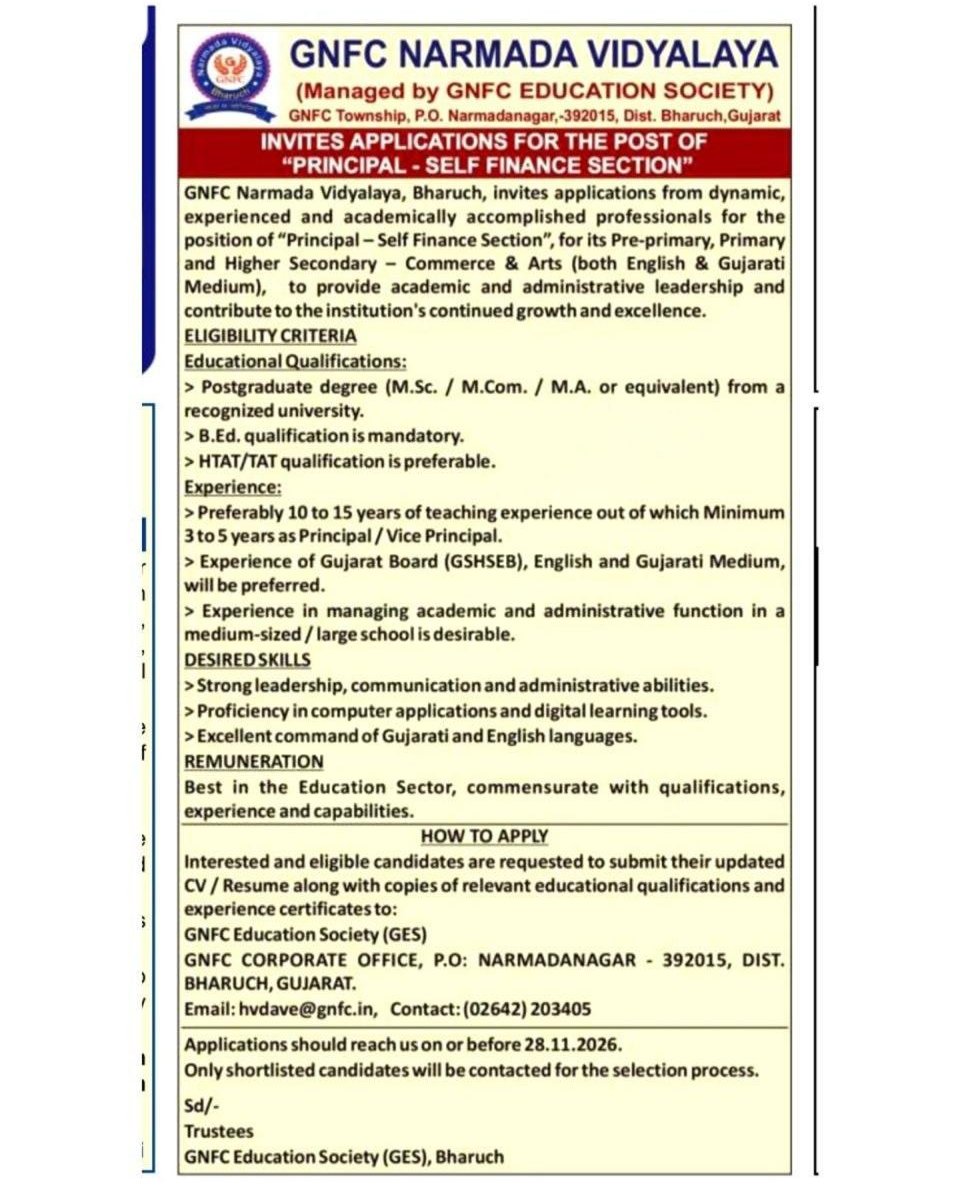 Narmada Vidyalaya
GNFC
Bharuch
GNFC NARMADA VIDYALAYA
(Managed by GNFC EDUCATION SOCIETY)
GNFC Township, P.O. Narmadanagar,-392015, Dist. Bharuch,Gujarat
INVITES APPLICATIONS FOR THE POST OF
“PRINCIPAL - SELF FINANCE SECTION”
GNFC Narmada Vidyalaya, Bharuch, invites applications from dynamic,
experienced and academically accomplished professionals for the
position of “Principal – Self Finance Section”, for its Pre-primary, Primary
and Higher Secondary – Commerce & Arts (both English & Gujarati
Medium), to provide academic and administrative leadership and
contribute to the institution's continued growth and excellence.
ELIGIBILITY CRITERIA
Educational Qualifications:
> Postgraduate degree (M.Sc. / M.Com. / M.A. or equivalent) from a
recognized university.
> B.Ed. qualification is mandatory.
> HTAT/TAT qualification is preferable.
Experience:
> Preferably 10 to 15 years of teaching experience out of which Minimum
3 to 5 years as Principal / Vice Principal.
> Experience of Gujarat Board (GSHSEB), English and Gujarati Medium,
will be preferred.
> Experience in managing academic and administrative function in a
medium-sized / large school is desirable.
DESIRED SKILLS
> Strong leadership, communication and administrative abilities.
> Proficiency in computer applications and digital learning tools.
> Excellent command of Gujarati and English languages.
REMUNERATION
Best in the Education Sector, commensurate with qualifications,
experience and capabilities.
HOW TO APPLY
Interested and eligible candidates are requested to submit their updated
CV / Resume along with copies of relevant educational qualifications and
experience certificates to:
GNFC Education Society (GES)
GNFC CORPORATE OFFICE, P.O: NARMADANAGAR - 392015, DIST.
BHARUCH, GUJARAT.
Email: hvdave@gnfc.in, Contact: (02642) 203405
Applications should reach us on or before 28.11.2026.
Only shortlisted candidates will be contacted for the selection process.
Sd/-
Trustees
GNFC Education Society (GES), Bharuch